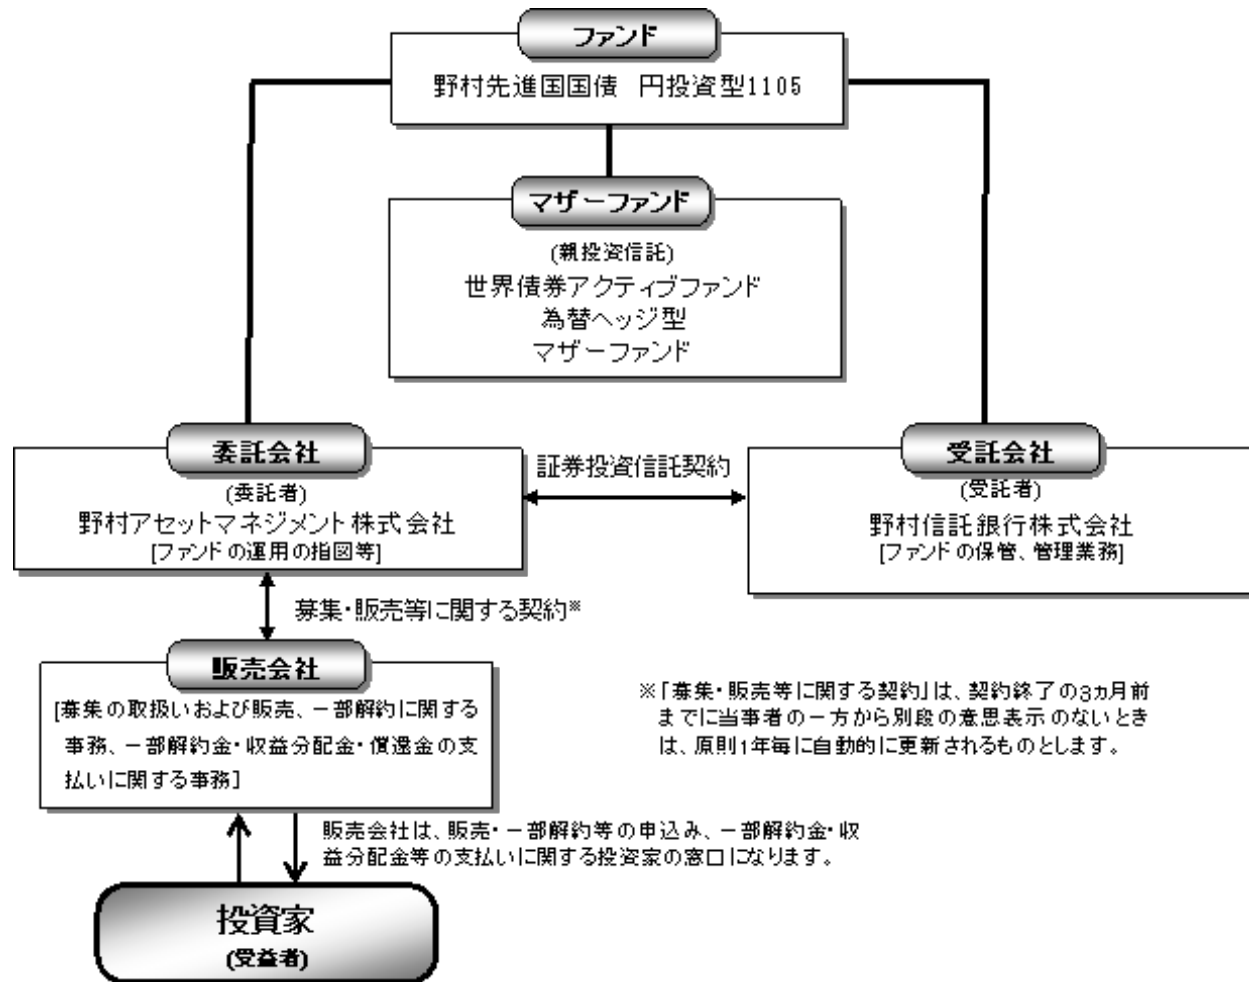 ファンド
野村先進国国債　円投資型1105
マザーファンド
(親投資信託)
世界債券アクティブファンド
為替ヘッジ型
マザーファンド
委託会社
(委託者)
野村アセットマネジメント株式会社
[ファンドの運用の指図等]
証券投資信託契約
受託会社
(受託者)
野村信託銀行株式会社
[ファンドの保管、管理業務]
募集・販売等に関する契約※
販売会社
[募集の取扱いおよび販売、一部解約に関する
事務、一部解約金・収益分配金・償還金の支
払いに関する事務]
※「募集・販売等に関する契約」は、契約終了の3ヵ月前
までに当事者の一方から別段の意思表示のないとき
は、原則1年毎に自動的に更新されるものとします。
販売会社は、販売・一部解約等の申込み、一部解約金・収
益分配金等の支払いに関する投資家の窓口になります。
投資家
(受益者)